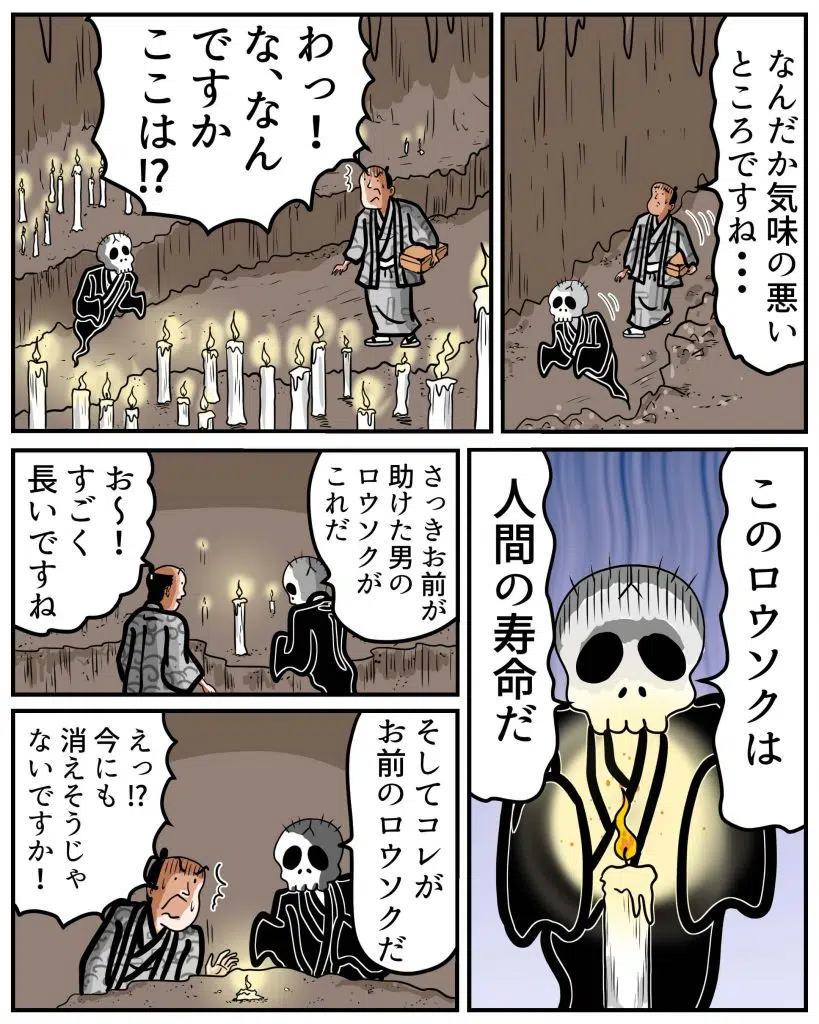 なんだか気味の悪い
ところですね・・・
わっ！
な、なん
ですか
ここは!?
このロウソクは
人間の寿命だ
さっきお前が
助けた男の
ロウソクが
これだ
お〜！
すごく
長いですね
そしてコレが
お前のロウソクだ
えっ!?
今にも
消えそうじゃ
ないですか！